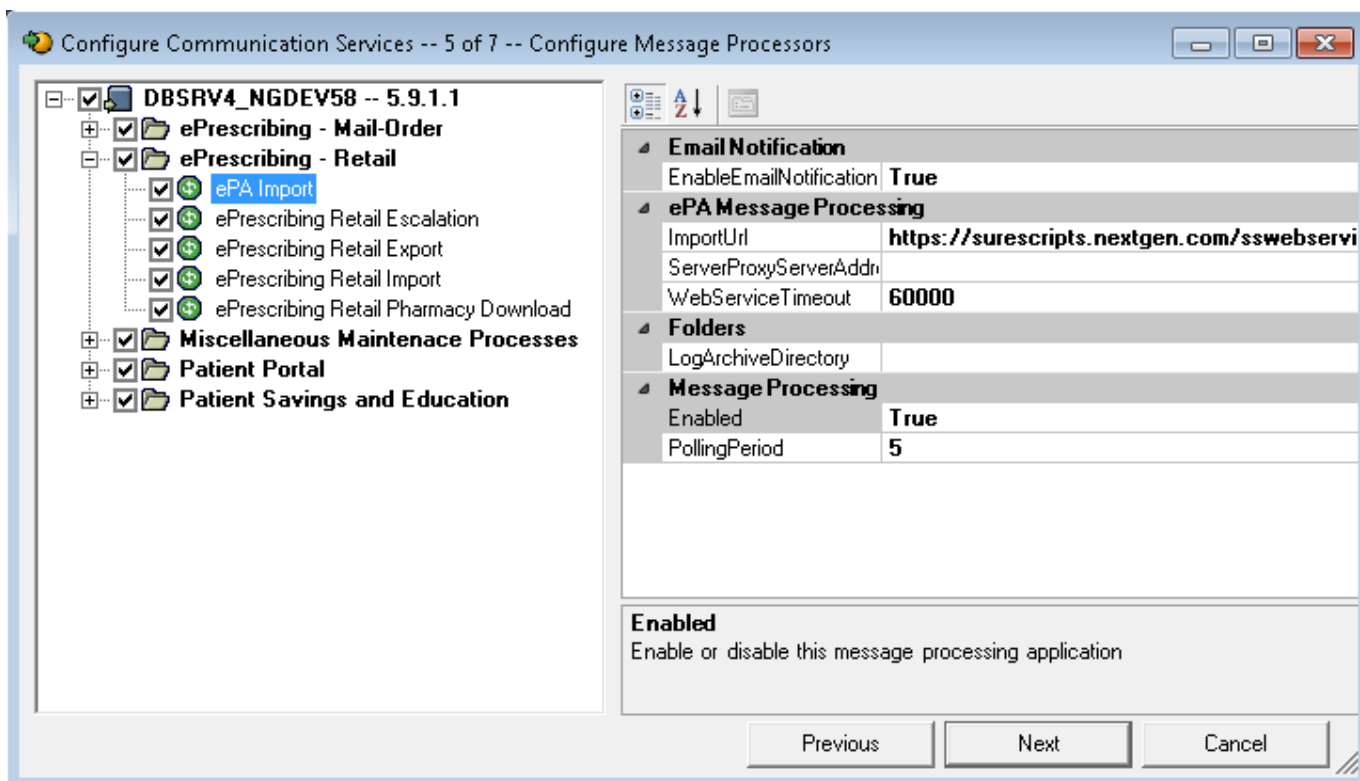 Configure Communication Services -- 5 of 7 -- Configure Message Processors
DBSRV4_NGDEV58 -- 5.9.1.1
ePrescribing - Mail-Order
ePrescribing - Retail
ePA Import
ePrescribing Retail Escalation
ePrescribing Retail Export
ePrescribing Retail Import
ePrescribing Retail Pharmacy Download
Miscellaneous Maintenace Processes
Patient Portal
Patient Savings and Education
Email Notification
EnableEmailNotification True
ePA Message Processing
ImportUrl https://surescripts.nextgen.com/sswebservi
ServerProxyServerAddr
WebServiceTimeout 60000
Folders
LogArchiveDirectory
Message Processing
Enabled True
PollingPeriod 5
Enabled
Enable or disable this message processing application
Previous Next Cancel